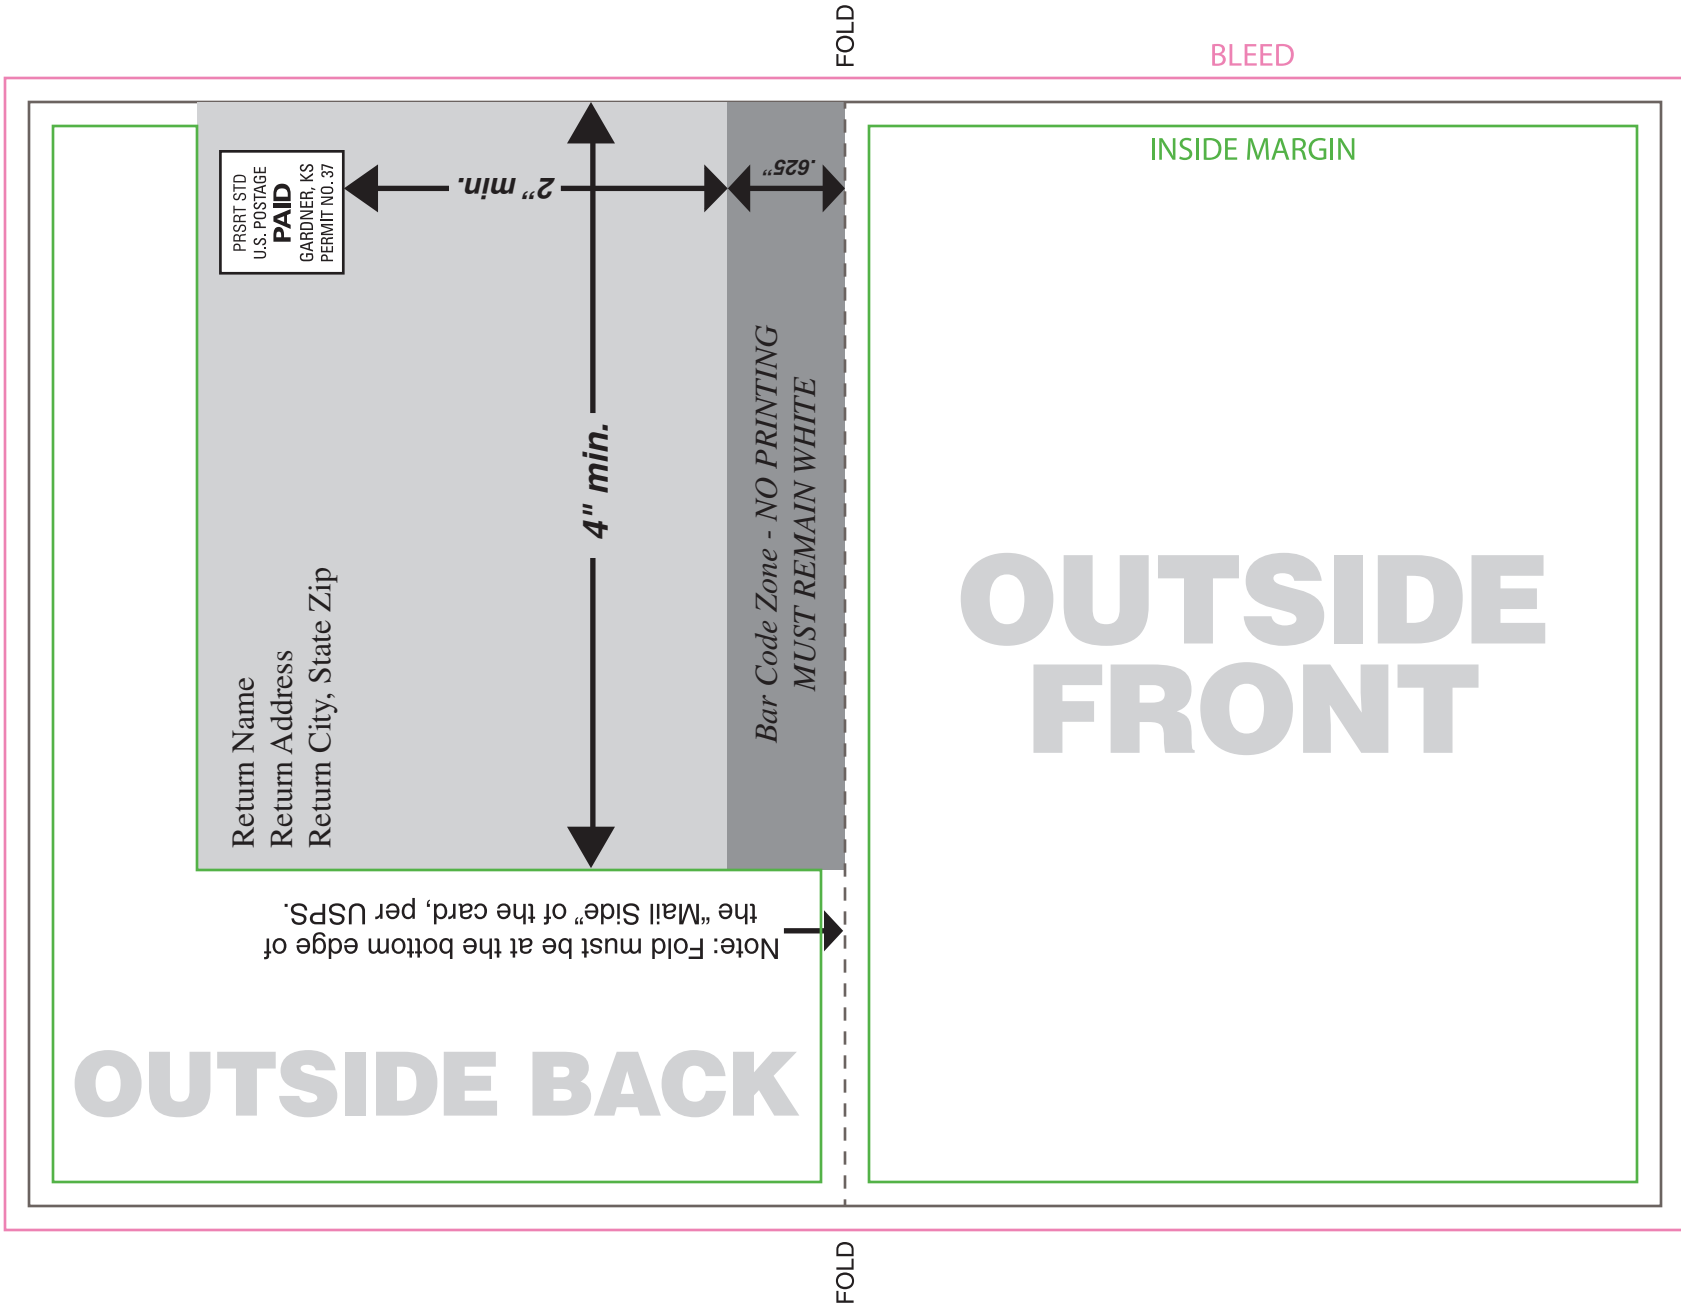 FOLD
BLEED
INSIDE MARGIN
PRSRT STD
U.S. POSTAGE
PAID
GARDNER, KS
PERMIT NO. 37
2” min.
.625”
4" min.
Return Name
Return Address
Return City, State Zip
Bar Code Zone - NO PRINTING
MUST REMAIN WHITE
Note: Fold must be at the bottom edge of
the “Mail Side” of the card, per USPS.
OUTSIDE BACK
OUTSIDE
FRONT
FOLD